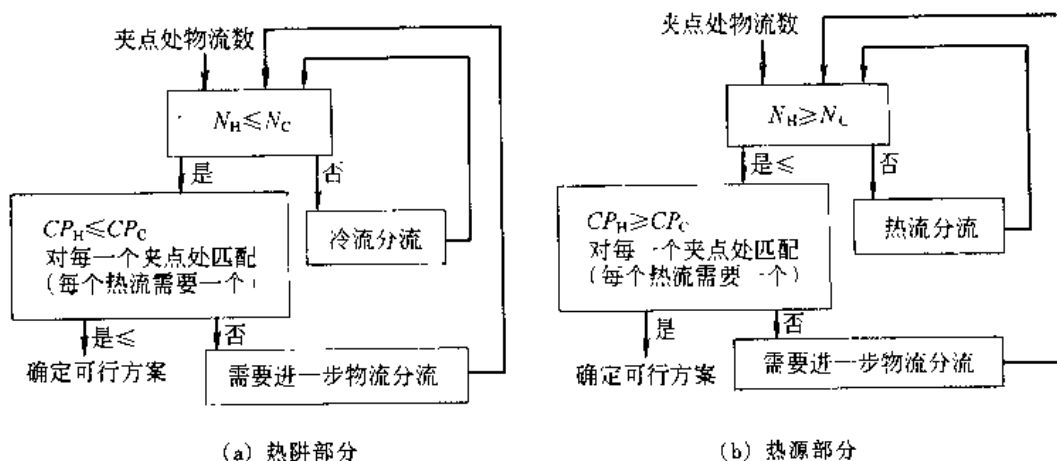 夹点处物流数
N_H≤N_C
是
否
CP_H≤CP_C
对每一个夹点处匹配
(每个热流需要一个)
冷流分流
是≤
否
确定可行方案
需要进一步物流分流
(a) 热阱部分
夹点处物流数
N_H≥N_C
是≤
否
CP_H≥CP_C
对每一个夹点处匹配
(每个热流需要一个)
热流分流
是
否
确定可行方案
需要进一步物流分流
(b) 热源部分